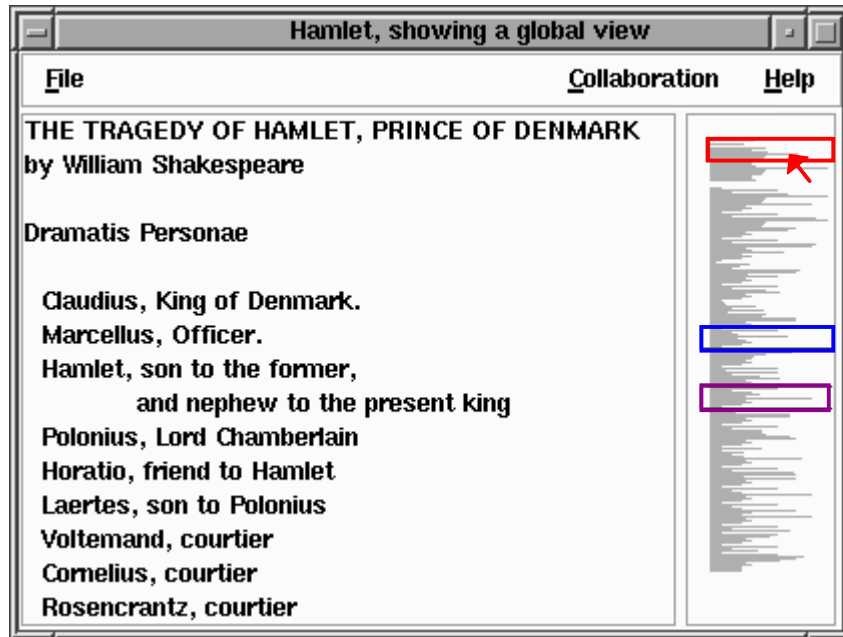 Hamlet, showing a global view
File Collaboration Help
THE TRAGEDY OF HAMLET, PRINCE OF DENMARK
by William Shakespeare
Dramatis Personae
Claudius, King of Denmark.
Marcellus, Officer.
Hamlet, son to the former,
and nephew to the present king
Polonius, Lord Chamberlain
Horatio, friend to Hamlet
Laertes, son to Polonius
Voltemand, courtier
Cornelius, courtier
Rosencrantz, courtier